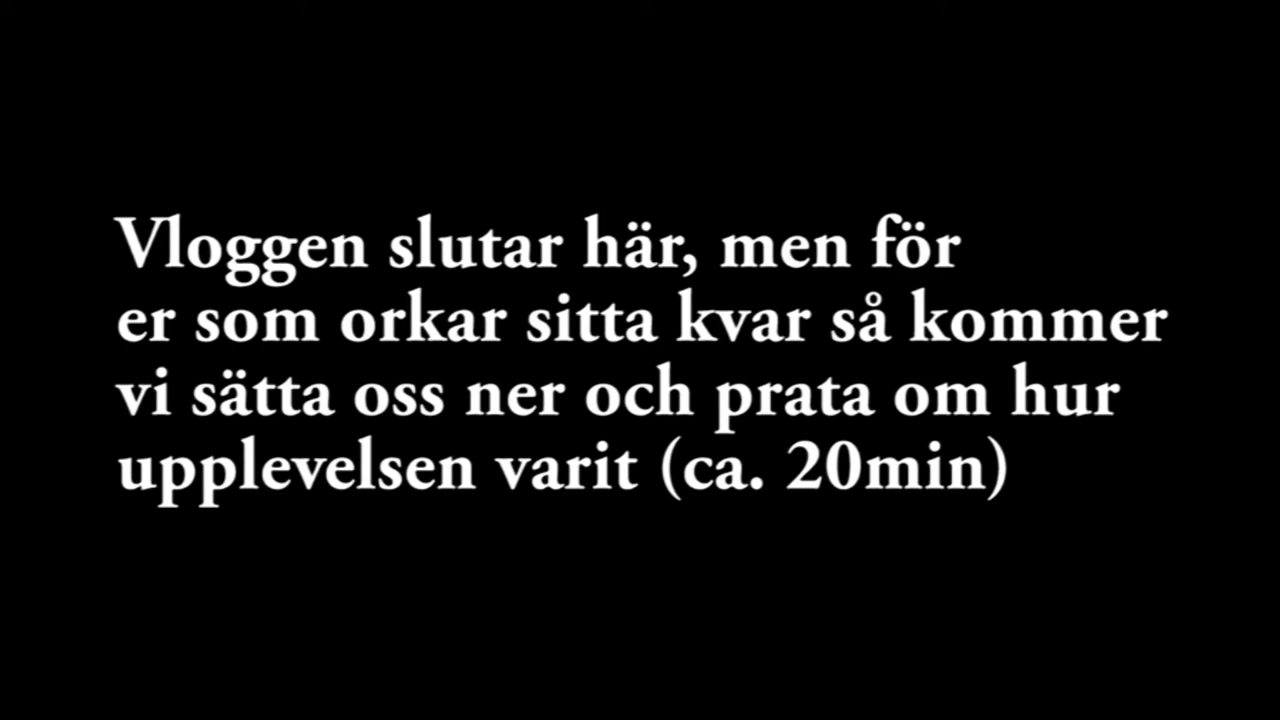 Vloggen slutar här, men för
er som orkar sitta kvar så kommer
vi sätta oss ner och prata om hur
upplevelsen varit (ca. 20min)